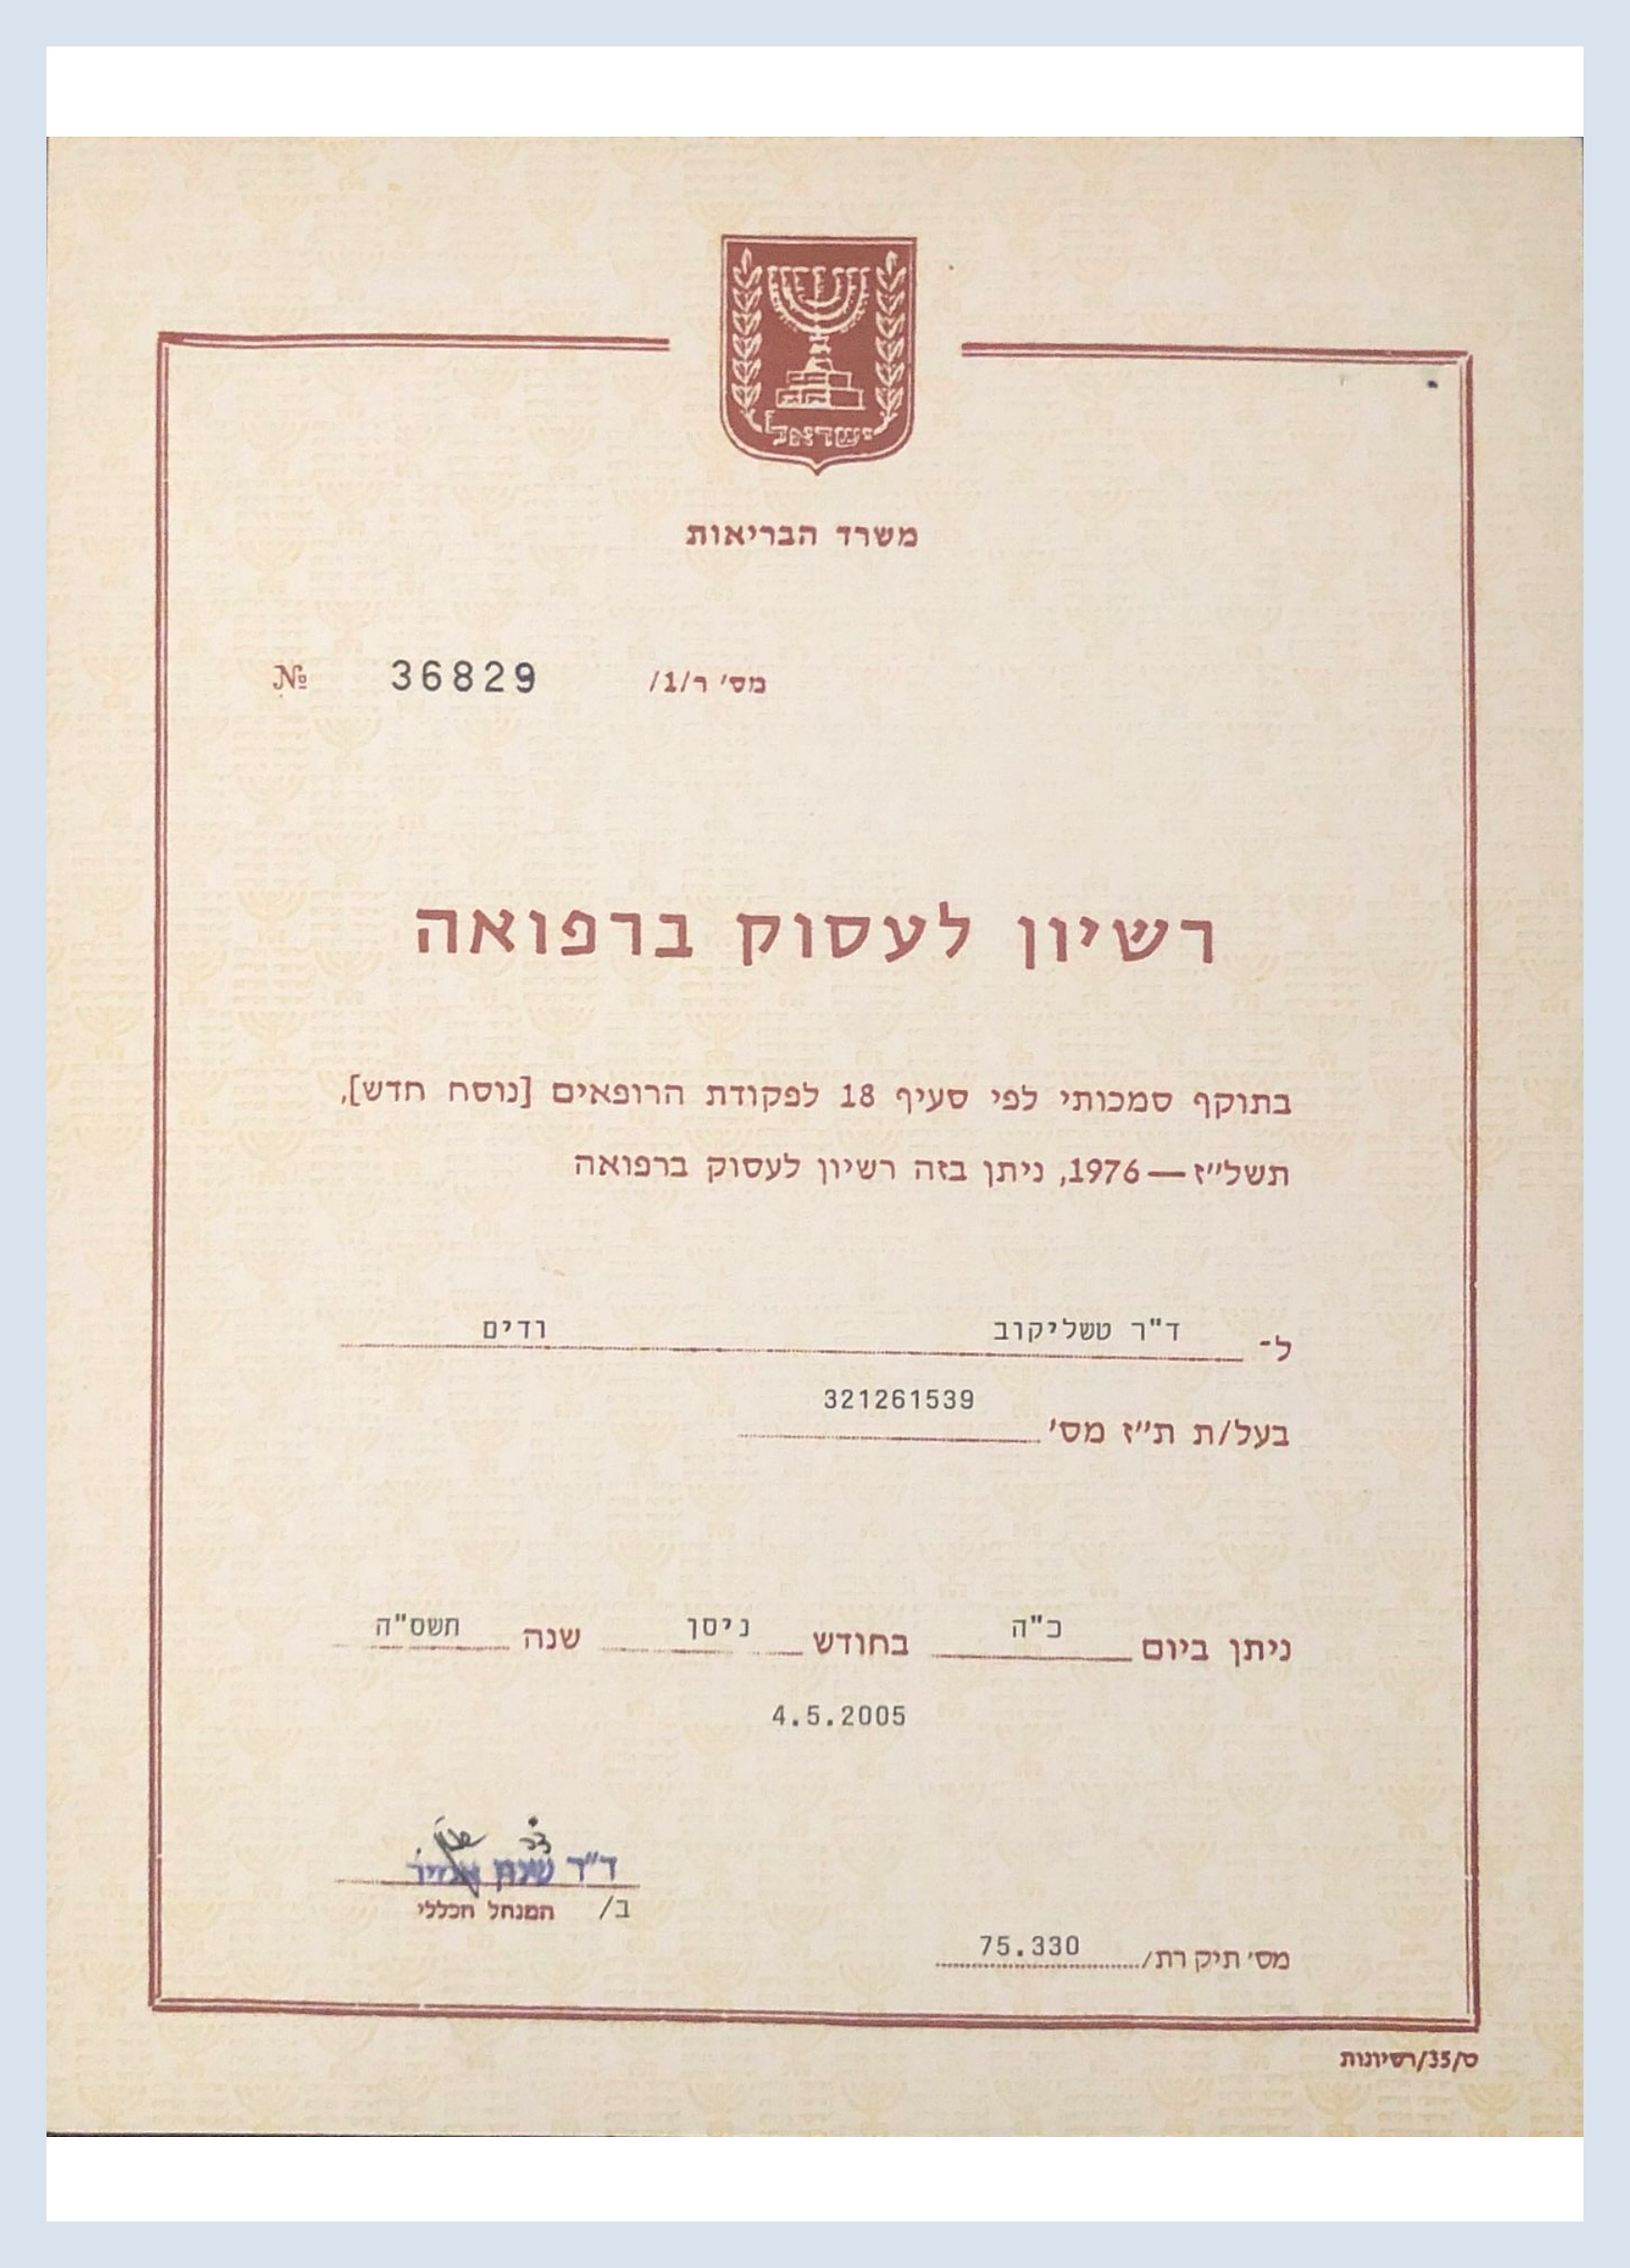 ישראל
משרד הבריאות
מס' ר/1/ 36829 №
רשיון לעסוק ברפואה
בתוקף סמכותי לפי סעיף 18 לפקודת הרופאים [נוסח חדש],
תשל״ז—1976, ניתן בזה רשיון לעסוק ברפואה
ל- ד"ר טשליקוב ודים
321261539
בעל/ת ת״ז מס'
ניתן ביום כ"ה בחודש ניסן שנה תשס"ה
4.5.2005
ד״ר
ב/ המנהל הכללי
מס' תיק רת/ 75.330
ס/35/רשיונות